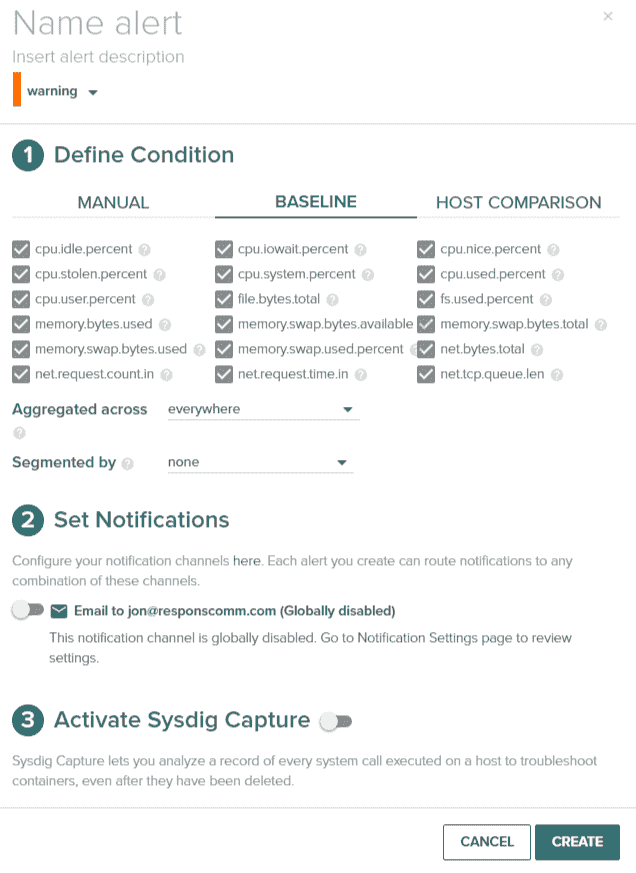 Name alert
×
Insert alert description
warning
1 Define Condition
MANUAL BASELINE HOST COMPARISON
cpu.idle.percent ? cpu.iowait.percent ? cpu.nice.percent ?
cpu.stolen.percent ? cpu.system.percent ? cpu.used.percent ?
cpu.user.percent ? file.bytes.total ? fs.used.percent ?
memory.bytes.used ? memory.swap.bytes.available memory.swap.bytes.total ?
memory.swap.bytes.used ? memory.swap.used.percent net.bytes.total ?
net.request.count.in ? net.request.time.in ? net.tcp.queue.len ?
Aggregated across everywhere
?
Segmented by ? none
2 Set Notifications
Configure your notification channels here. Each alert you create can route notifications to any
combination of these channels.
Email to jon@responscomm.com (Globally disabled)
This notification channel is globally disabled. Go to Notification Settings page to review
settings.
3 Activate Sysdig Capture
Sysdig Capture lets you analyze a record of every system call executed on a host to troubleshoot
containers, even after they have been deleted.
CANCEL CREATE